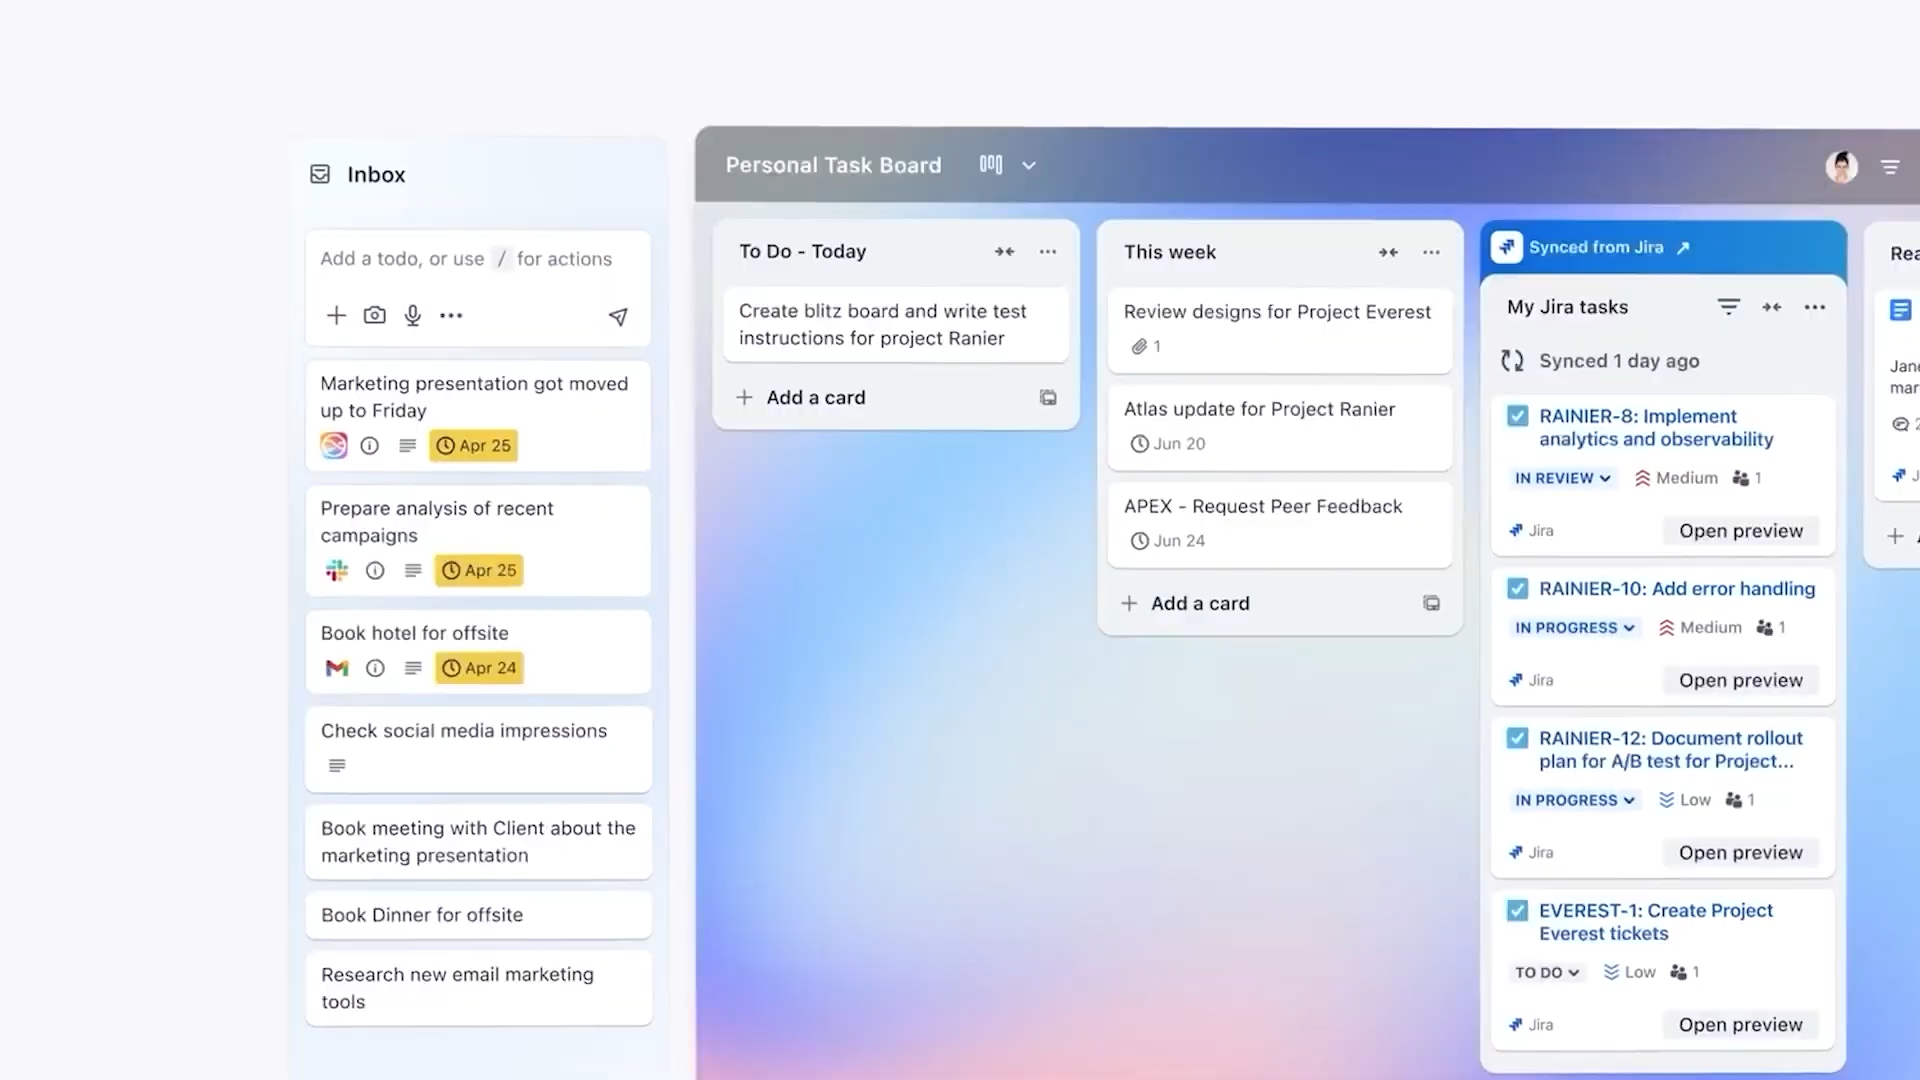 Inbox
Add a todo, or use / for actions
Marketing presentation got moved
up to Friday
Apr 25
Prepare analysis of recent
campaigns
Apr 25
Book hotel for offsite
Apr 24
Check social media impressions
Book meeting with Client about the
marketing presentation
Book Dinner for offsite
Research new email marketing
tools
Personal Task Board
To Do - Today
Create blitz board and write test
instructions for project Ranier
Add a card
This week
Review designs for Project Everest
1
Atlas update for Project Ranier
Jun 20
APEX - Request Peer Feedback
Jun 24
Add a card
Synced from Jira
My Jira tasks
Synced 1 day ago
RAINIER-8: Implement
analytics and observability
IN REVIEW Medium 1
Jira Open preview
RAINIER-10: Add error handling
IN PROGRESS Medium 1
Jira Open preview
RAINIER-12: Document rollout
plan for A/B test for Project...
IN PROGRESS Low 1
Jira Open preview
EVEREST-1: Create Project
Everest tickets
TO DO Low 1
Jira Open preview